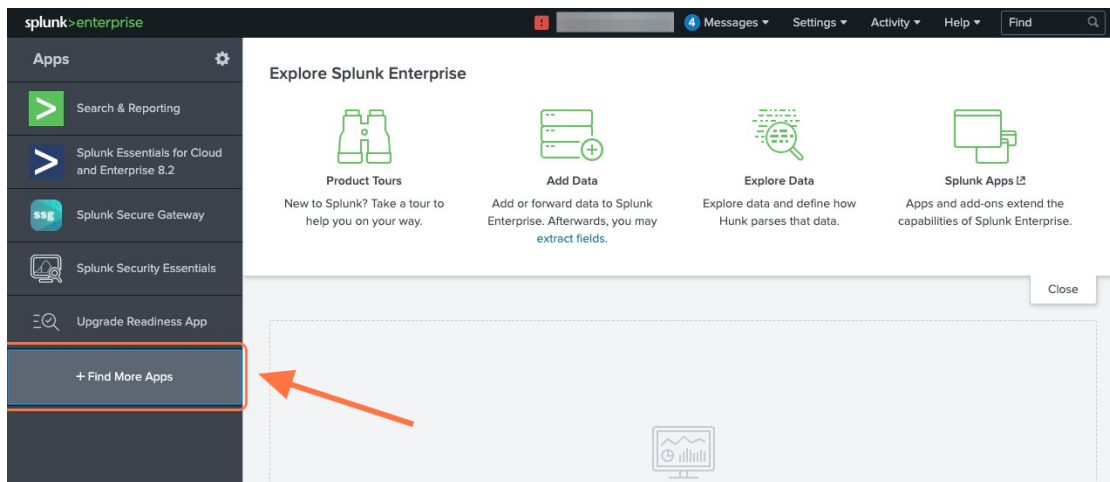 splunk>enterprise
! 4 Messages Settings Activity Help Find
Apps
Search & Reporting
Splunk Essentials for Cloud
and Enterprise 8.2
ssg Splunk Secure Gateway
Splunk Security Essentials
Upgrade Readiness App
+ Find More Apps
Explore Splunk Enterprise
Product Tours
New to Splunk? Take a tour to
help you on your way.
Add Data
Add or forward data to Splunk
Enterprise. Afterwards, you may
extract fields.
Explore Data
Explore data and define how
Hunk parses that data.
Splunk Apps
Apps and add-ons extend the
capabilities of Splunk Enterprise.
Close